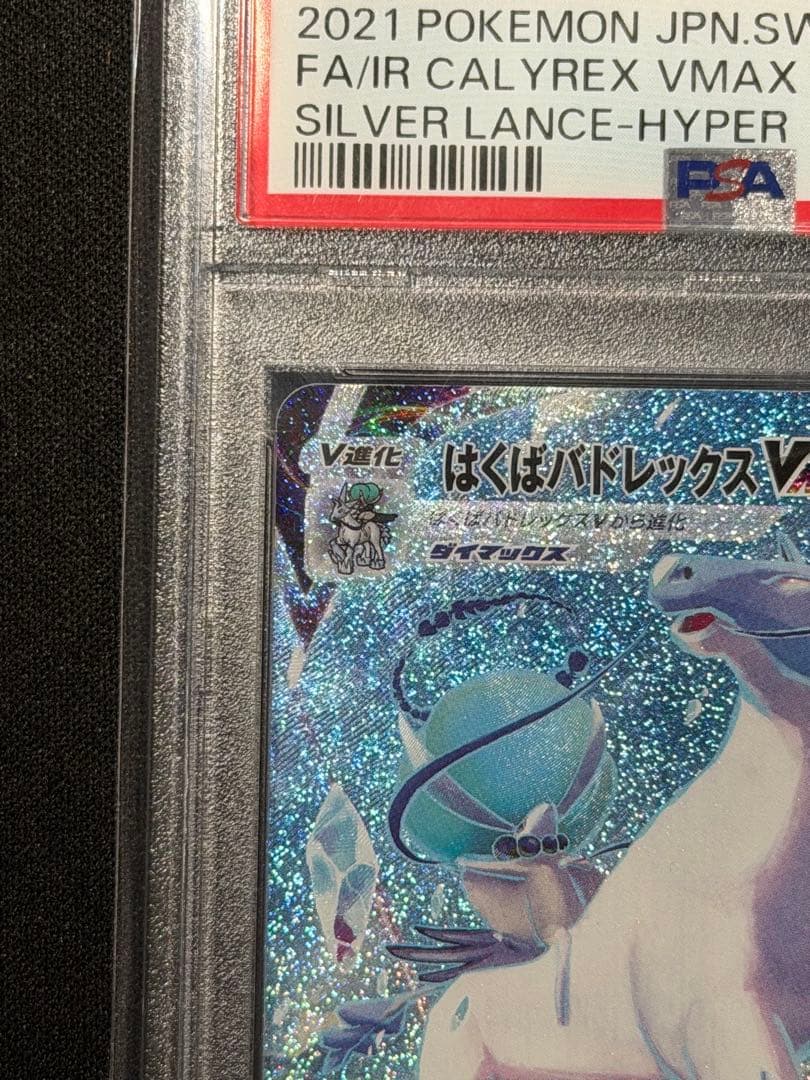 2021 POKEMON JPN.SW
FA/IR CALYREX VMAX
SILVER LANCE-HYPER
PSA
V進化
はくばバドレックスV
はくばバドレックスVから進化
ダイマックス